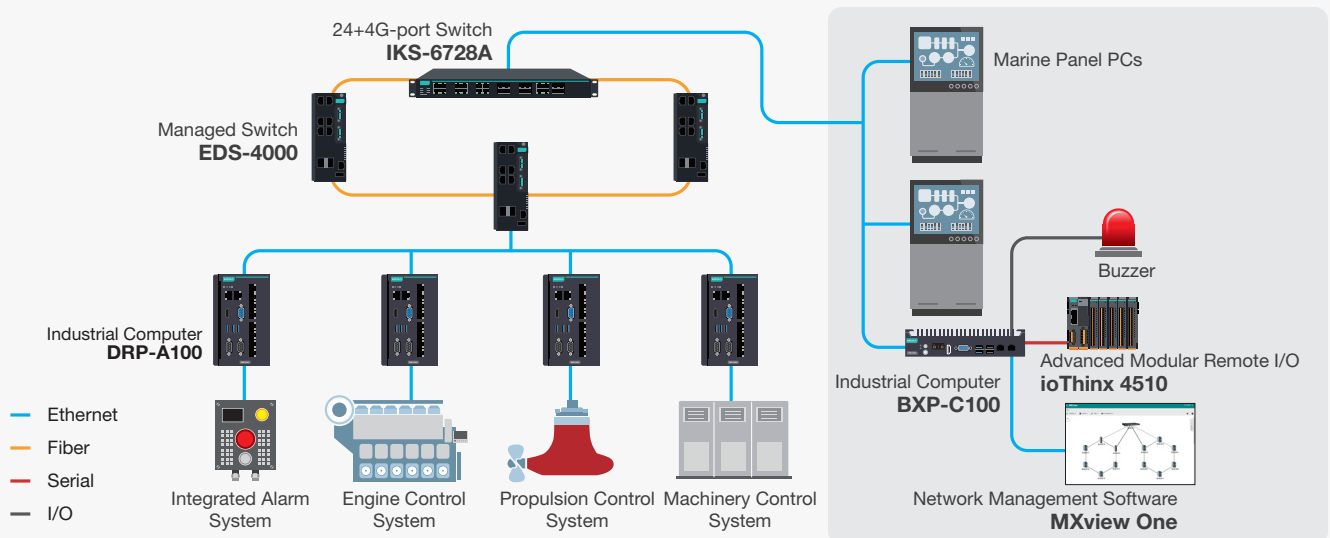 24+4G-port Switch
IKS-6728A
Marine Panel PCs
Managed Switch
EDS-4000
Buzzer
Industrial Computer
DRP-A100
Advanced Modular Remote I/O
ioThinx 4510
Industrial Computer
BXP-C100
Ethernet
Fiber
Serial
I/O
Integrated Alarm
System
Engine Control
System
Propulsion Control
System
Machinery Control
System
Network Management Software
MXview One